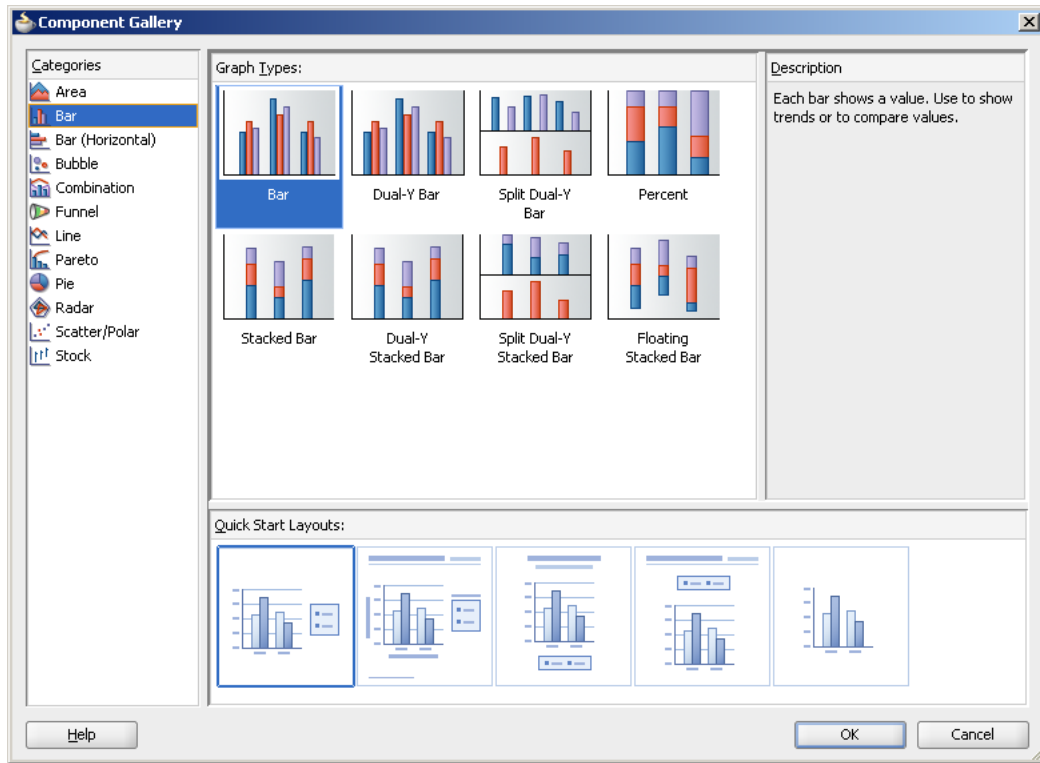 Component Gallery
Categories
Area
Bar
Bar (Horizontal)
Bubble
Combination
Funnel
Line
Pareto
Pie
Radar
Scatter/Polar
Stock
Graph Types:
Bar
Dual-Y Bar
Split Dual-Y
Bar
Percent
Stacked Bar
Dual-Y
Stacked Bar
Split Dual-Y
Stacked Bar
Floating
Stacked Bar
Description
Each bar shows a value. Use to show
trends or to compare values.
Quick Start Layouts:
Help
OK
Cancel